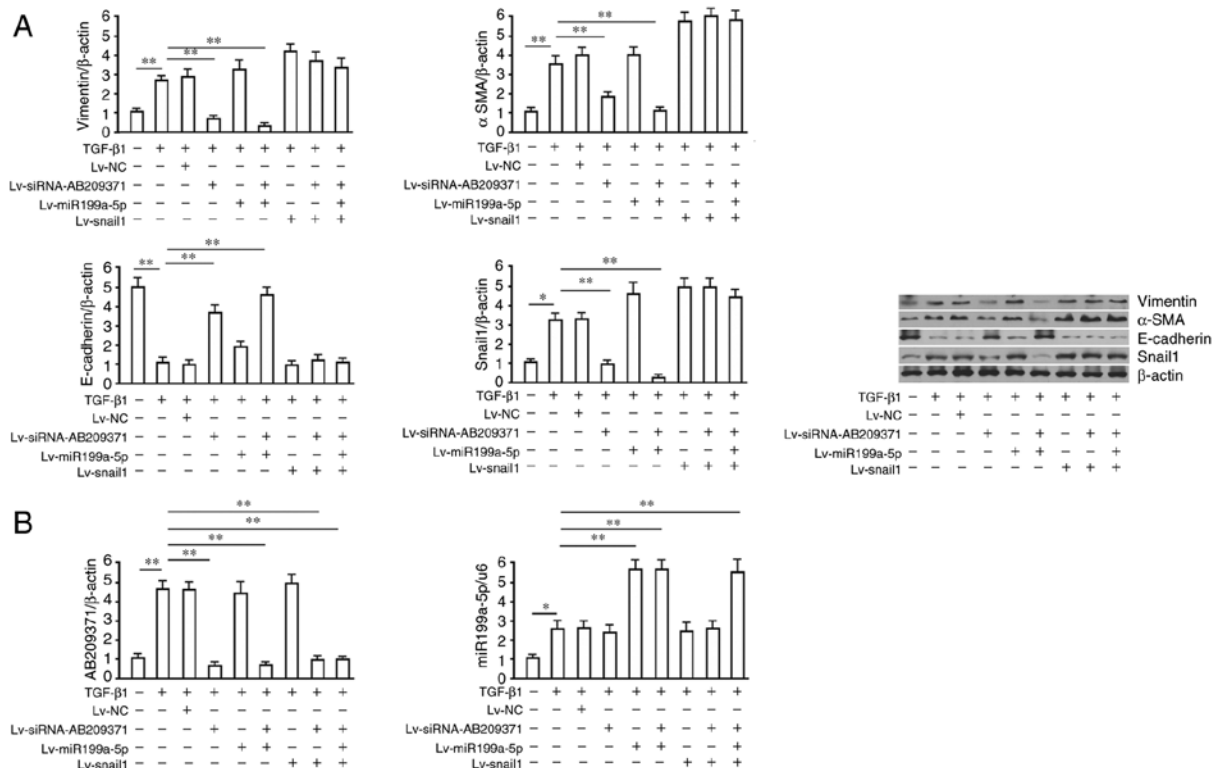 A
Vimentin/β-actin
6
5
4
3
2
1
0
** ** **
TGF-β1 − + + + + + + + +
Lv-NC − − + − − − − − −
Lv-siRNA-AB209371 − − − + − + − + +
Lv-miR199a-5p − − − − + + − − +
Lv-snail1 − − − − − − + + +
α SMA/β-actin
6
5
4
3
2
1
0
** ** **
TGF-β1 − + + + + + + + +
Lv-NC − − + − − − − − −
Lv-siRNA-AB209371 − − − + − + − + +
Lv-miR199a-5p − − − − + + − − +
Lv-snail1 − − − − − − + + +
E-cadherin/β-actin
6
5
4
3
2
1
0
** ** **
TGF-β1 − + + + + + + + +
Lv-NC − − + − − − − − −
Lv-siRNA-AB209371 − − − + − + − + +
Lv-miR199a-5p − − − − + + − − +
Lv-snail1 − − − − − − + + +
Snail1/β-actin
6
5
4
3
2
1
0
* ** **
TGF-β1 − + + + + + + + +
Lv-NC − − + − − − − − −
Lv-siRNA-AB209371 − − − + − + − + +
Lv-miR199a-5p − − − − + + − − +
Lv-snail1 − − − − − − + + +
Vimentin
α-SMA
E-cadherin
Snail1
β-actin
TGF-β1 − + + + + + + + +
Lv-NC − − + − − − − − −
Lv-siRNA-AB209371 − − − + − + − + +
Lv-miR199a-5p − − − − + + − − +
Lv-snail1 − − − − − − + + +
B
AB209371/β-actin
6
5
4
3
2
1
0
** ** ** ** **
TGF-β1 − + + + + + + + +
Lv-NC − − + − − − − − −
Lv-siRNA-AB209371 − − − + − + − + +
Lv-miR199a-5p − − − − + + − − +
Lv-snail1 − − − − − − + + +
miR199a-5p/u6
6
5
4
3
2
1
0
* ** ** **
TGF-β1 − + + + + + + + +
Lv-NC − − + − − − − − −
Lv-siRNA-AB209371 − − − + − + − + +
Lv-miR199a-5p − − − − + + − − +
Lv-snail1 − − − − − − + + +